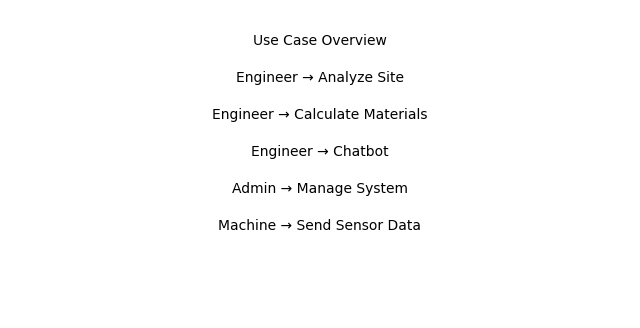 Use Case Overview
Engineer → Analyze Site
Engineer → Calculate Materials
Engineer → Chatbot
Admin → Manage System
Machine → Send Sensor Data